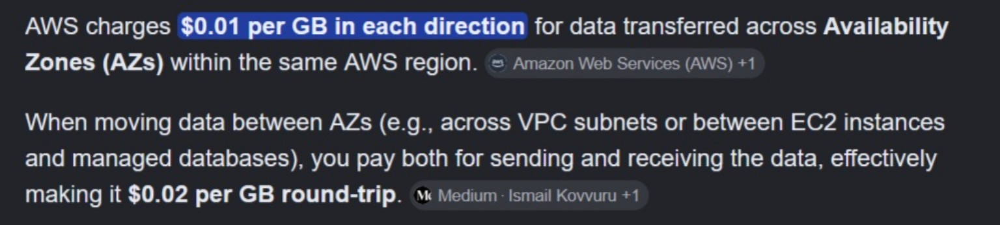 AWS charges $0.01 per GB in each direction for data transferred across Availability
Zones (AZs) within the same AWS region. aws Amazon Web Services (AWS) +1
When moving data between AZs (e.g., across VPC subnets or between EC2 instances
and managed databases), you pay both for sending and receiving the data, effectively
making it $0.02 per GB round-trip. Medium · Ismail Kovvuru +1